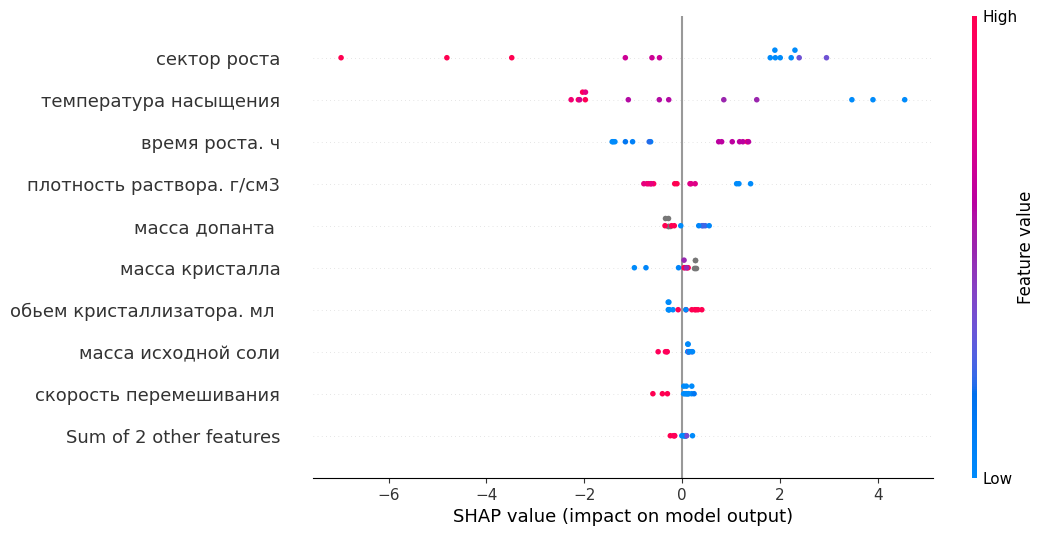 High
сектор роста
температура насыщения
время роста. ч
плотность раствора. г/см3
масса допанта
масса кристалла
обьем кристаллизатора. мл
масса исходной соли
скорость перемешивания
Sum of 2 other features
Feature value
Low
−6 −4 −2 0 2 4
SHAP value (impact on model output)